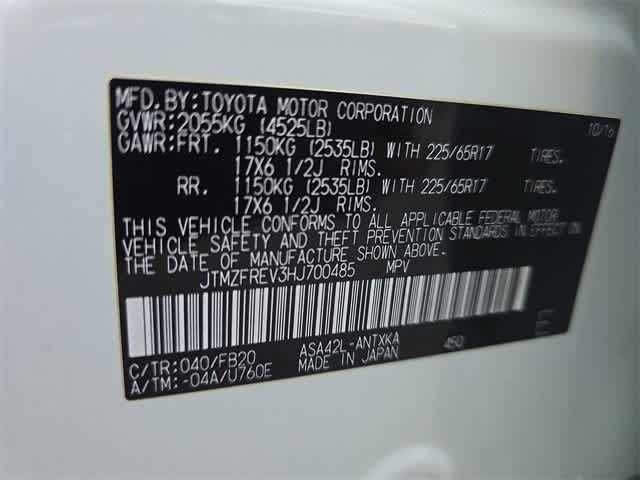 MFD. BY: TOYOTA MOTOR CORPORATION 10/16
GVWR: 2055KG (4525LB)
GAWR: FRT. 1150KG (2535LB) WITH 225/65R17 TIRES.
17X6 1/2J RIMS.
RR. 1150KG (2535LB) WITH 225/65R17 TIRES.
17X6 1/2J RIMS.
THIS VEHICLE CONFORMS TO ALL APPLICABLE FEDERAL MOTOR
VEHICLE SAFETY AND THEFT PREVENTION STANDARDS IN EFFECT ON
THE DATE OF MANUFACTURE SHOWN ABOVE.
JTMZFREV3HJ700485 MPV
C/TR: 040/FB20 ASA42L-ANTXKA 450
A/TM: -04A/U760E MADE IN JAPAN